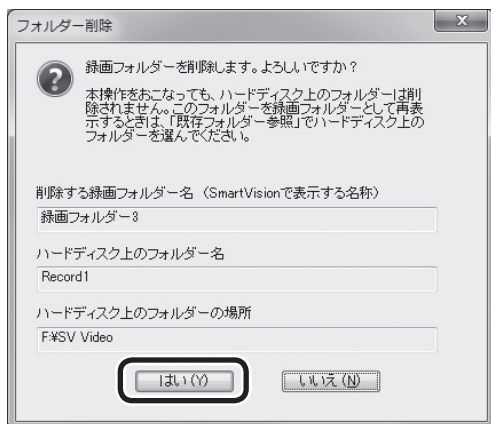 フォルダー削除
x
録画フォルダーを削除します。よろしいですか?
本操作をおこなっても、ハードディスク上のフォルダーは削
除されません。このフォルダーを録画フォルダーとして再表
示するときは、「既存フォルダー参照」でハードディスク上の
フォルダーを選んでください。
削除する録画フォルダー名 (SmartVisionで表示する名称)
録画フォルダー3
ハードディスク上のフォルダー名
Record1
ハードディスク上のフォルダーの場所
F:¥SV Video
はい(Y) いいえ(N)